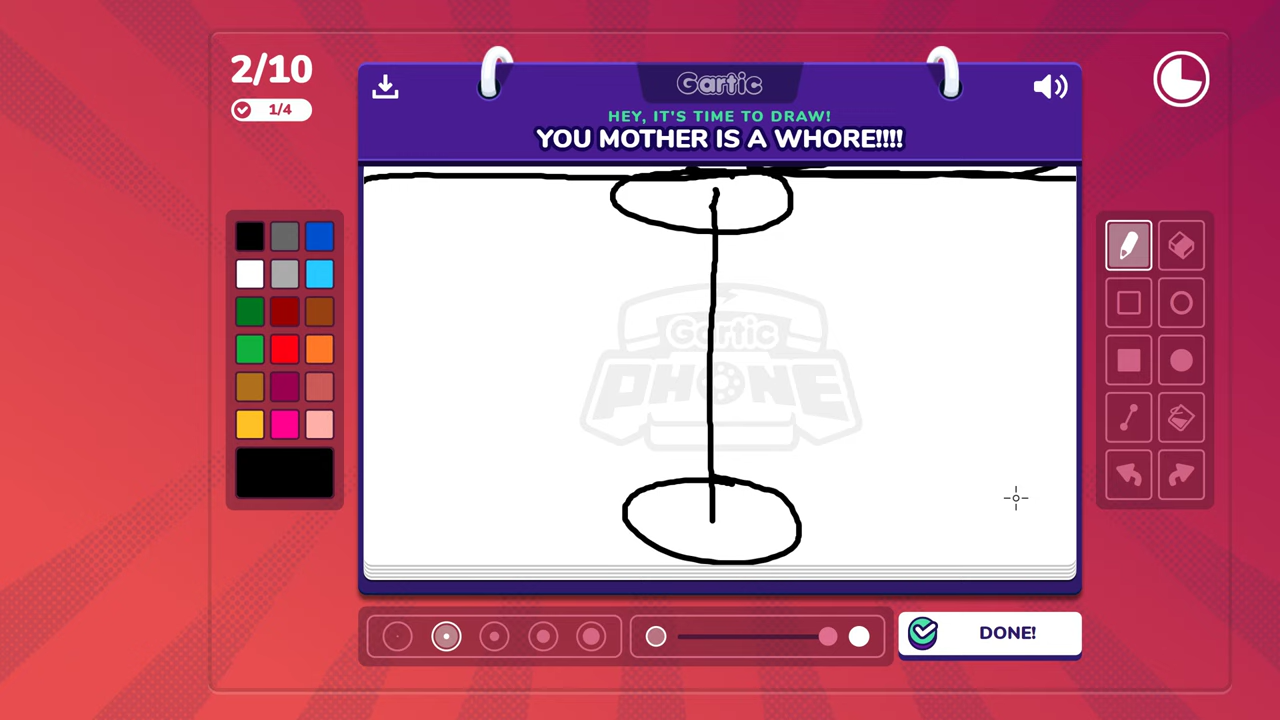 2/10
1/4
Gartic
HEY, IT'S TIME TO DRAW!
YOU MOTHER IS A WHORE!!!!
Gartic
PHONE
DONE!